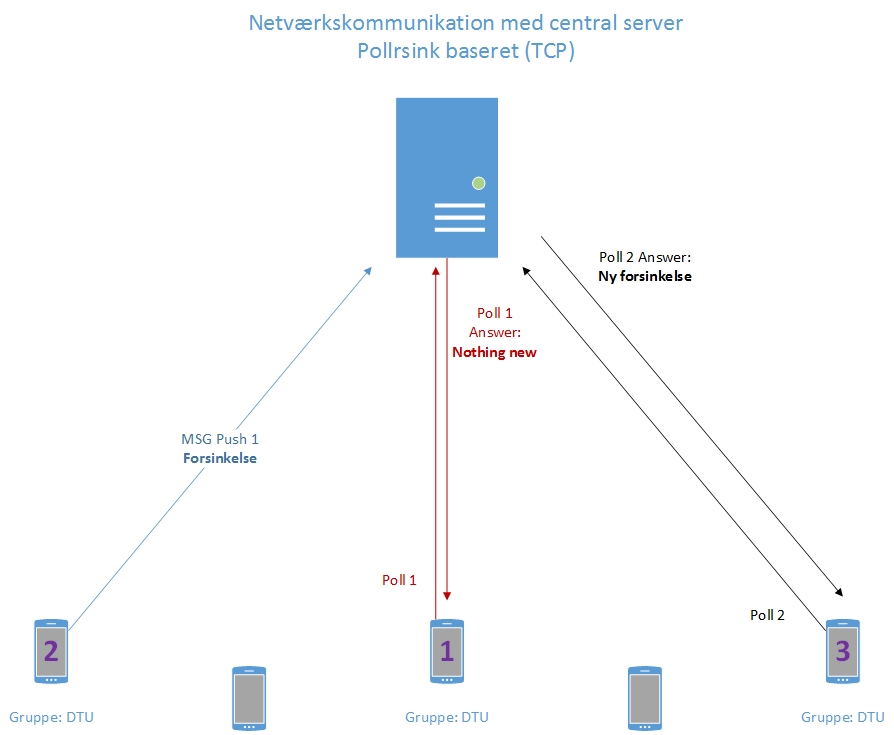 Netværkskommunikation med central server
Pollrsink baseret (TCP)
Poll 2 Answer:
Ny forsinkelse
Poll 1
Answer:
Nothing new
MSG Push 1
Forsinkelse
Poll 1
Poll 2
2
1
3
Gruppe: DTU
Gruppe: DTU
Gruppe: DTU